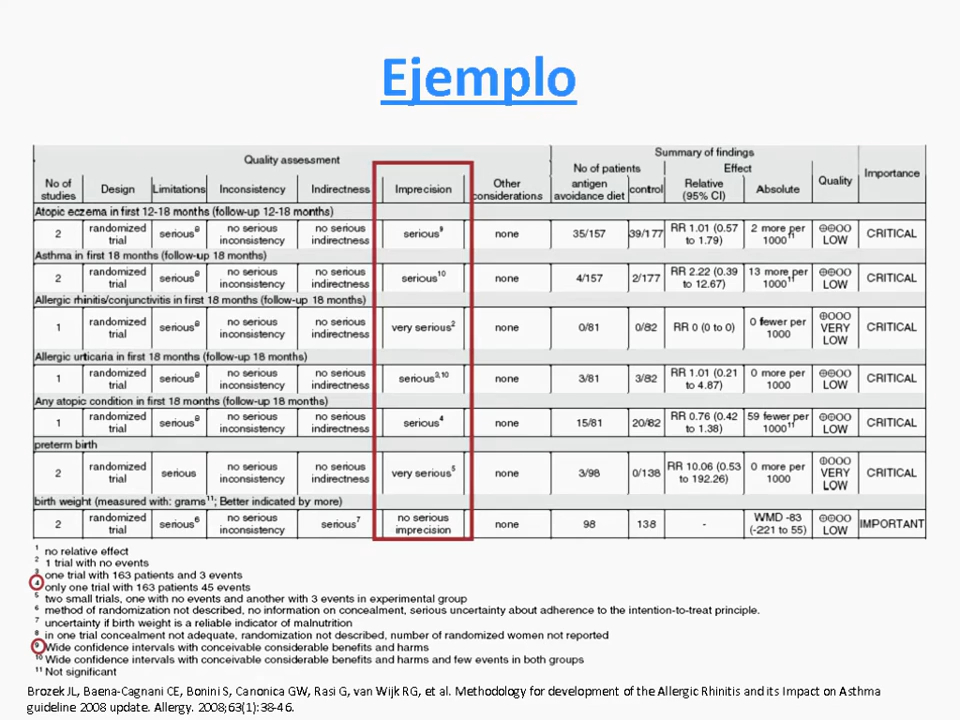 Ejemplo
Quality assessment
Summary of findings
No of patients
Effect
No of studies
Design
Limitations
Inconsistency
Indirectness
Imprecision
Other considerations
antigen avoidance diet
control
Relative (95% CI)
Absolute
Quality
Importance
Atopic eczema in first 12-18 months (follow-up 12-18 months)
2 randomized trial serious⁸ no serious inconsistency no serious indirectness serious⁹ none 35/157 39/177 RR 1.01 (0.57 to 1.79) 2 more per 1000¹¹ ⊕⊕OO LOW CRITICAL
Asthma in first 18 months (follow-up 18 months)
2 randomized trial serious⁸ no serious inconsistency no serious indirectness serious¹⁰ none 4/157 2/177 RR 2.22 (0.39 to 12.67) 13 more per 1000¹¹ ⊕⊕OO LOW CRITICAL
Allergic rhinitis/conjunctivitis in first 18 months (follow-up 18 months)
1 randomized trial serious⁸ no serious inconsistency no serious indirectness very serious² none 0/81 0/82 RR 0 (0 to 0) 0 fewer per 1000 ⊕OOO VERY LOW CRITICAL
Allergic urticaria in first 18 months (follow-up 18 months)
1 randomized trial serious⁸ no serious inconsistency no serious indirectness serious³,¹⁰ none 3/81 3/82 RR 1.01 (0.21 to 4.87) 0 more per 1000 ⊕⊕OO LOW CRITICAL
Any atopic condition in first 18 months (follow-up 18 months)
1 randomized trial serious⁸ no serious inconsistency no serious indirectness serious⁴ none 15/81 20/82 RR 0.76 (0.42 to 1.38) 59 fewer per 1000¹¹ ⊕⊕OO LOW CRITICAL
preterm birth
2 randomized trial serious no serious inconsistency no serious indirectness very serious⁵ none 3/98 0/138 RR 10.06 (0.53 to 192.26) 0 more per 1000 ⊕OOO VERY LOW CRITICAL
birth weight (measured with: grams¹¹; Better indicated by more)
2 randomized trial serious⁶ no serious inconsistency serious⁷ no serious imprecision none 98 138 - WMD -83 (-221 to 55) ⊕⊕OO LOW IMPORTANT
¹ no relative effect
² 1 trial with no events
³ one trial with 163 patients and 3 events
⁴ only one trial with 163 patients 45 events
⁵ two small trials, one with no events and another with 3 events in experimental group
⁶ method of randomization not described, no information on concealment, serious uncertainty about adherence to the intention-to-treat principle.
⁷ uncertainty if birth weight is a reliable indicator of malnutrition
⁸ in one trial concealment not adequate, randomization not described, number of randomized women not reported
⁹ Wide confidence intervals with conceivable considerable benefits and harms
¹⁰ Wide confidence intervals with conceivable considerable benefits and harms and few events in both groups
¹¹ Not significant
Brozek JL, Baena-Cagnani CE, Bonini S, Canonica GW, Rasi G, van Wijk RG, et al. Methodology for development of the Allergic Rhinitis and its Impact on Asthma
guideline 2008 update. Allergy. 2008;63(1):38-46.